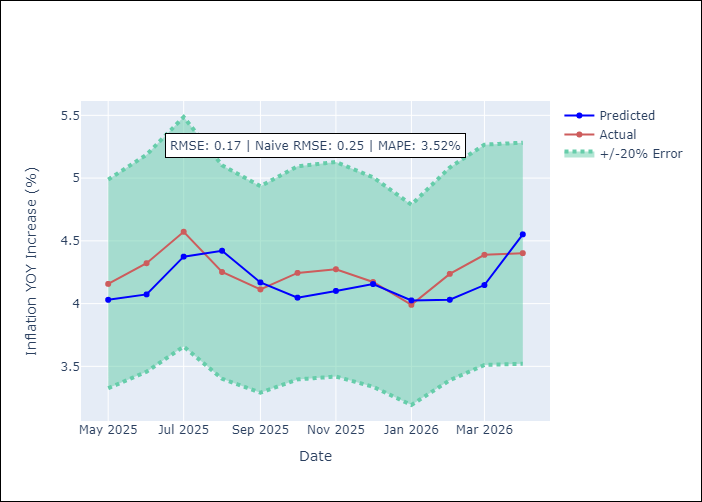 RMSE: 0.17 | Naive RMSE: 0.25 | MAPE: 3.52%
Predicted
Actual
+/-20% Error
Inflation YOY Increase (%)
5.5
5
4.5
4
3.5
May 2025
Jul 2025
Sep 2025
Nov 2025
Jan 2026
Mar 2026
Date